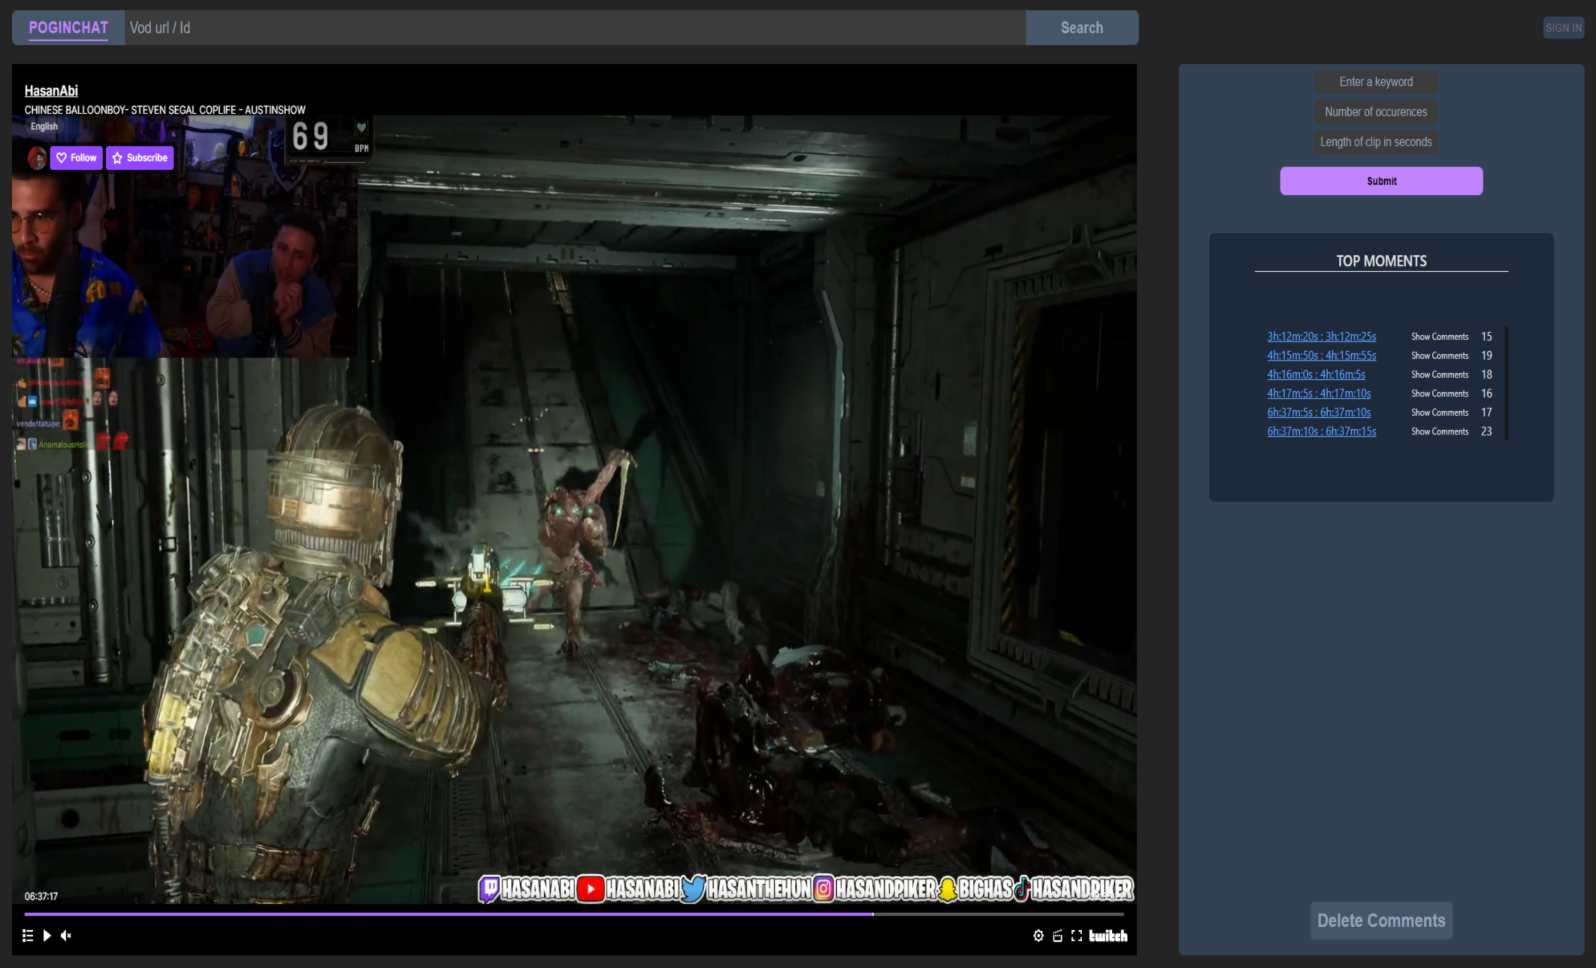 POGINCHAT
Vod url / Id
Search
SIGN IN
HasanAbi
CHINESE BALLOONBOY- STEVEN SEGAL COPLIFE - AUSTINSHOW
English
69
BPM
Follow
Subscribe
vendettatuga
AnomalousHolic
06:37:17
HASANABI HASANABI HASANTHEHUN HASANDPIKER BIGHAS HASANDPIKER
twitch
Enter a keyword
Number of occurences
Length of clip in seconds
Submit
TOP MOMENTS
3h:12m:20s : 3h:12m:25s Show Comments 15
4h:15m:50s : 4h:15m:55s Show Comments 19
4h:16m:0s : 4h:16m:5s Show Comments 18
4h:17m:5s : 4h:17m:10s Show Comments 16
6h:37m:5s : 6h:37m:10s Show Comments 17
6h:37m:10s : 6h:37m:15s Show Comments 23
Delete Comments